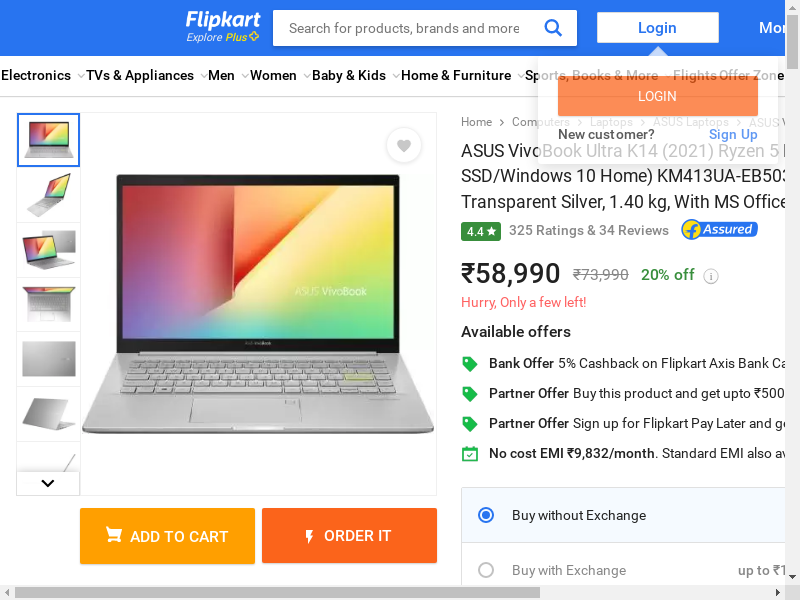 Flipkart
Explore Plus
Search for products, brands and more
Login
More
Electronics
TVs & Appliances
Men
Women
Baby & Kids
Home & Furniture
Sports, Books & More
Flights
Offer Zone
LOGIN
New customer?
Sign Up
Home
Computers
Laptops
ASUS Laptops
ASUS
ASUS VivoBook Ultra K14 (2021) Ryzen 5
SSD/Windows 10 Home) KM413UA-EB503
Transparent Silver, 1.40 kg, With MS Office
4.4
325 Ratings & 34 Reviews
Assured
₹58,990
₹73,990
20% off
Hurry, Only a few left!
Available offers
Bank Offer 5% Cashback on Flipkart Axis Bank Ca
Partner Offer Buy this product and get upto ₹500
Partner Offer Sign up for Flipkart Pay Later and ge
No cost EMI ₹9,832/month. Standard EMI also av
Buy without Exchange
Buy with Exchange
up to ₹1
ASUS VivoBook
ADD TO CART
ORDER IT